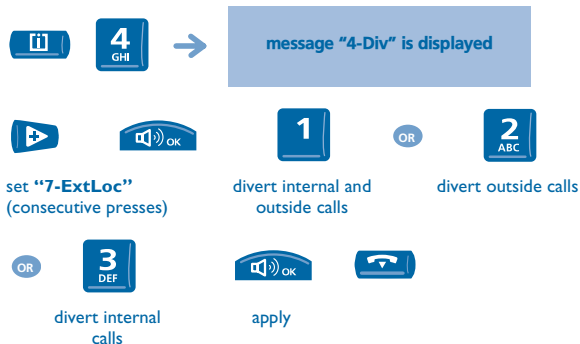 i
4
GHI
message “4-Div” is displayed
OK
1
OR
2
ABC
set “7-ExtLoc”
(consecutive presses)
divert internal and
outside calls
divert outside calls
OR
3
DEF
OK
divert internal
calls
apply